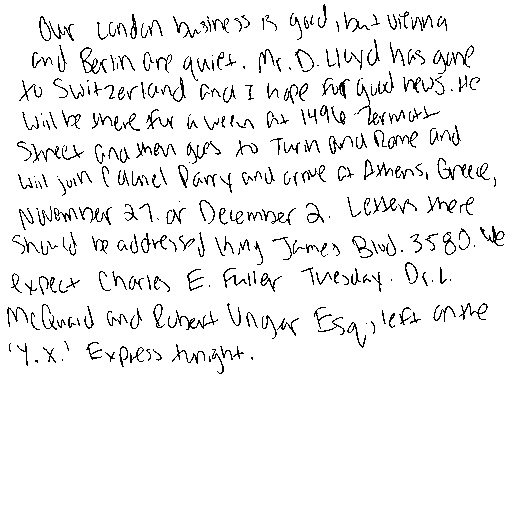 Our London business is good, but Vienna
and Berlin are quiet. Mr. D. Lloyd has gone
to Switzerland and I hope for good news. He
will be there for a week at 1496 Zermatt
Street and then goes to Turin and Rome and
will join Colonel Parry and arrive at Athens, Greece,
November 27. or December 2. Letters there
should be addressed King James Blvd. 3580. We
expect Charles E. Fuller Tuesday. Dr. L.
McQuaid and Robert Unger Esq., left on the
'Y.X.' Express tonight.